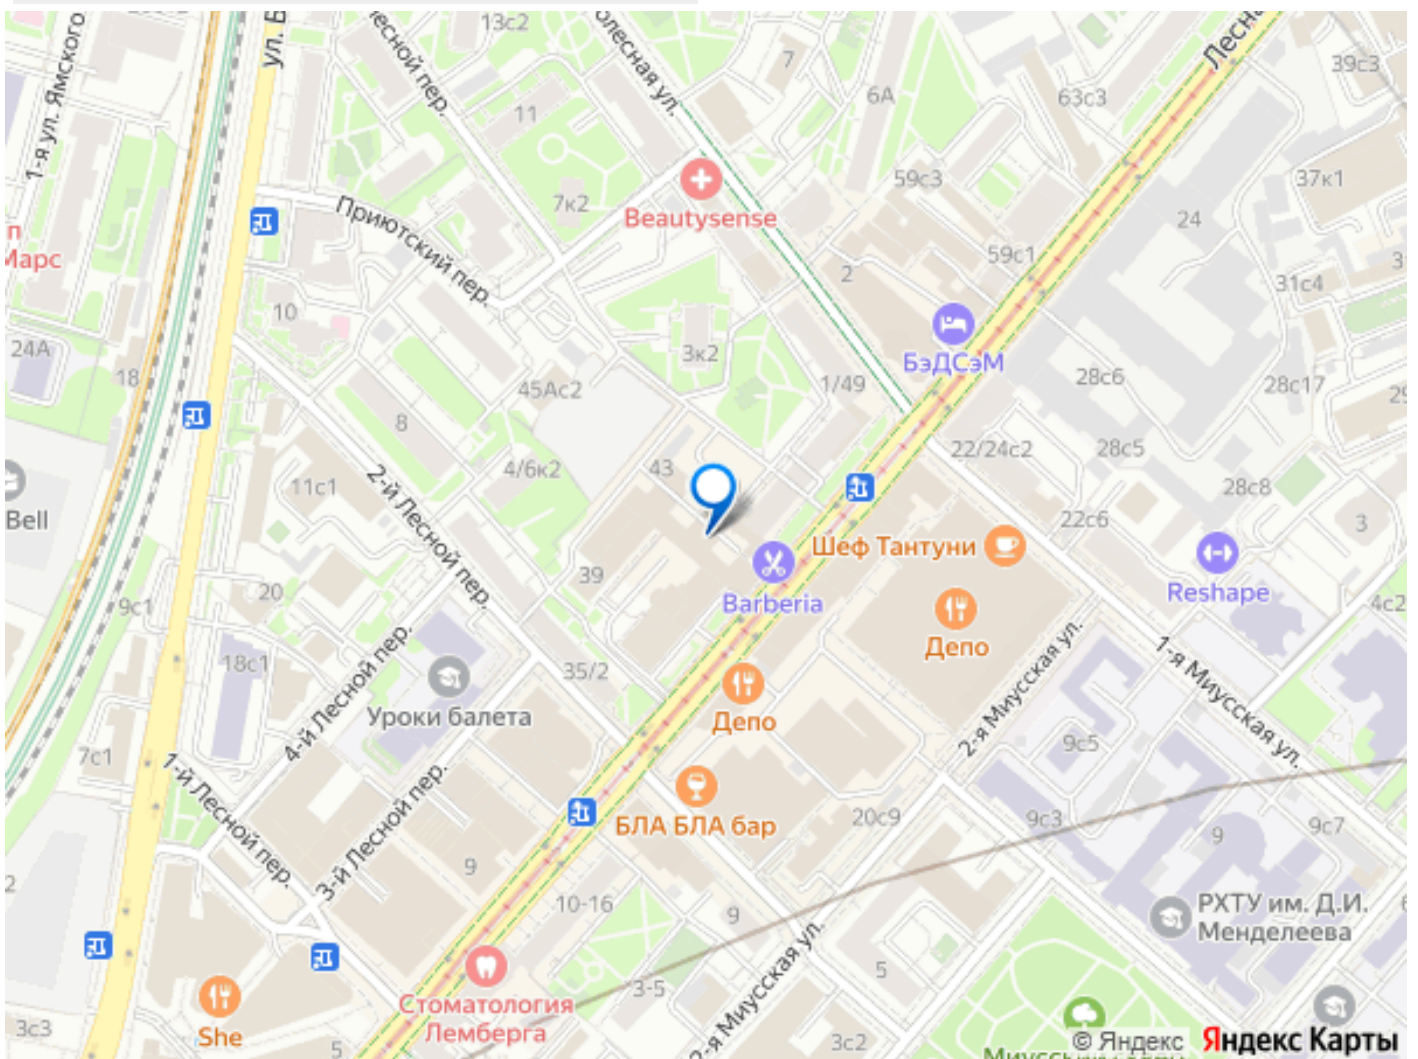 13с2
7
Лесной пер.
олесная ул.
ул. Б
1-я ул. Ямского
Лесна
39с3
6А
63с3
11
59с3
37к1
Beautysense
7к2
24
п
Марс
Приютский пер.
2
59с1
31с4
10
БэДСэМ
24А
18
3к2
1/49
28с6
28с17
45Ас2
8
22/24с2
28с5
4/6к2
43
2-й Лесной пер.
11с1
28с8
Bell
22с6
3
Шеф Тантуни
39
Barberia
Reshape
9с1
20
4с2
Депо
18с1
35/2
4-й Лесной пер.
Уроки балета
Депо
2-я Миусская ул.
1-я Миусская ул.
7с1
9с5
1-й Лесной пер.
3-й Лесной пер.
БЛА БЛА бар
20с9
9с3
9
9с7
9
2
10-16
9
РХТУ им. Д.И.
Менделеева
5
3-5
2-я Миусская ул.
Стоматология
Лемберга
She
3с3
5
3с2
© Яндекс Яндекс Карты